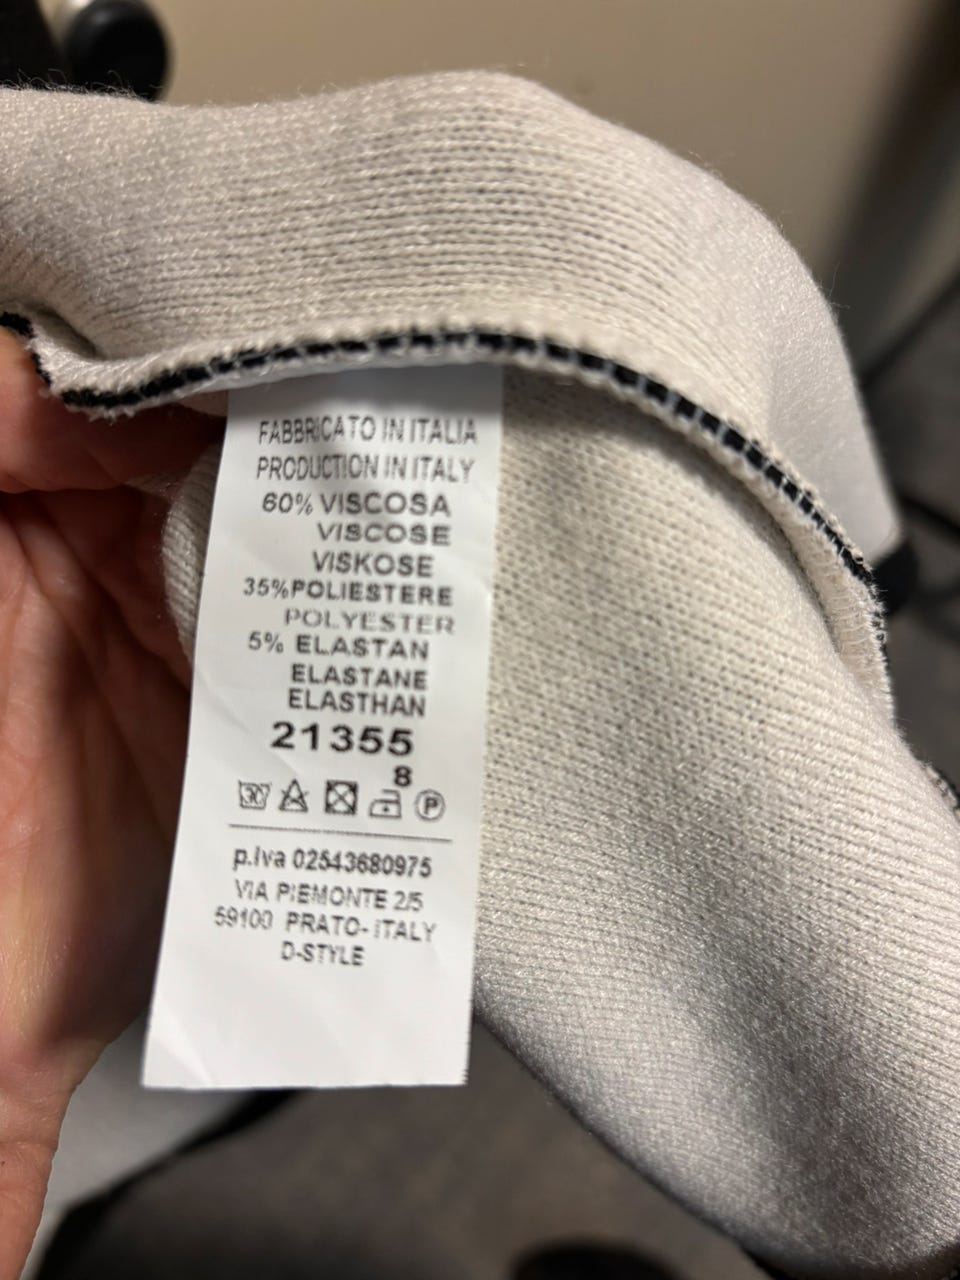 FABBRICATO IN ITALIA
PRODUCTION IN ITALY
60% VISCOSA
VISCOSE
VISKOSE
35%POLIESTERE
POLYESTER
5% ELASTAN
ELASTANE
ELASTHAN
21355
8
30 P
p.iva 02543680975
VIA PIEMONTE 2/5
59100 PRATO- ITALY
D-STYLE